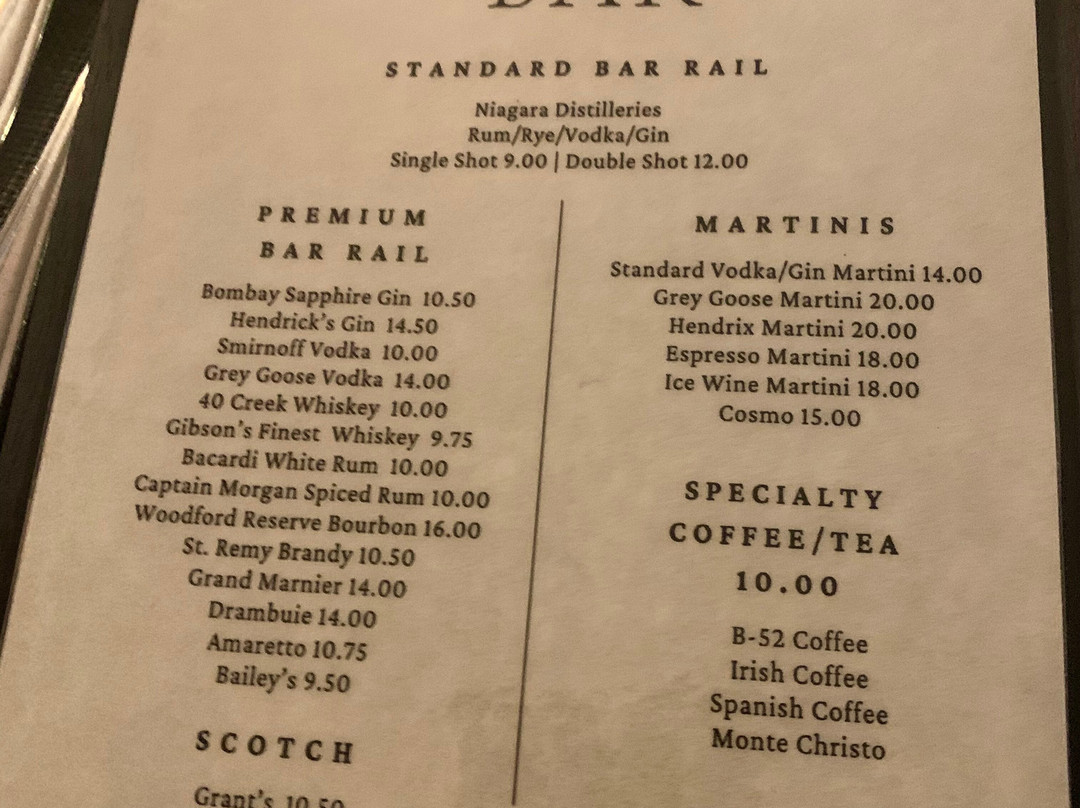 BAR
STANDARD BAR RAIL
Niagara Distilleries
Rum/Rye/Vodka/Gin
Single Shot 9.00 | Double Shot 12.00
PREMIUM
BAR RAIL
Bombay Sapphire Gin 10.50
Hendrick's Gin 14.50
Smirnoff Vodka 10.00
Grey Goose Vodka 14.00
40 Creek Whiskey 10.00
Gibson's Finest Whiskey 9.75
Bacardi White Rum 10.00
Captain Morgan Spiced Rum 10.00
Woodford Reserve Bourbon 16.00
St. Remy Brandy 10.50
Grand Marnier 14.00
Drambuie 14.00
Amaretto 10.75
Bailey's 9.50
SCOTCH
Grant's 10.50
MARTINIS
Standard Vodka/Gin Martini 14.00
Grey Goose Martini 20.00
Hendrix Martini 20.00
Espresso Martini 18.00
Ice Wine Martini 18.00
Cosmo 15.00
SPECIALTY
COFFEE/TEA
10.00
B-52 Coffee
Irish Coffee
Spanish Coffee
Monte Christo